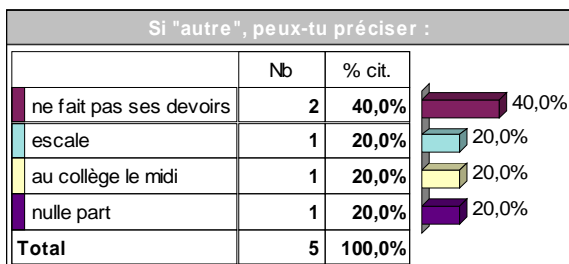 Si "autre", peux-tu préciser :
Nb % cit.
ne fait pas ses devoirs 2 40,0% 40,0%
escale 1 20,0% 20,0%
au collège le midi 1 20,0% 20,0%
nulle part 1 20,0% 20,0%
Total 5 100,0%